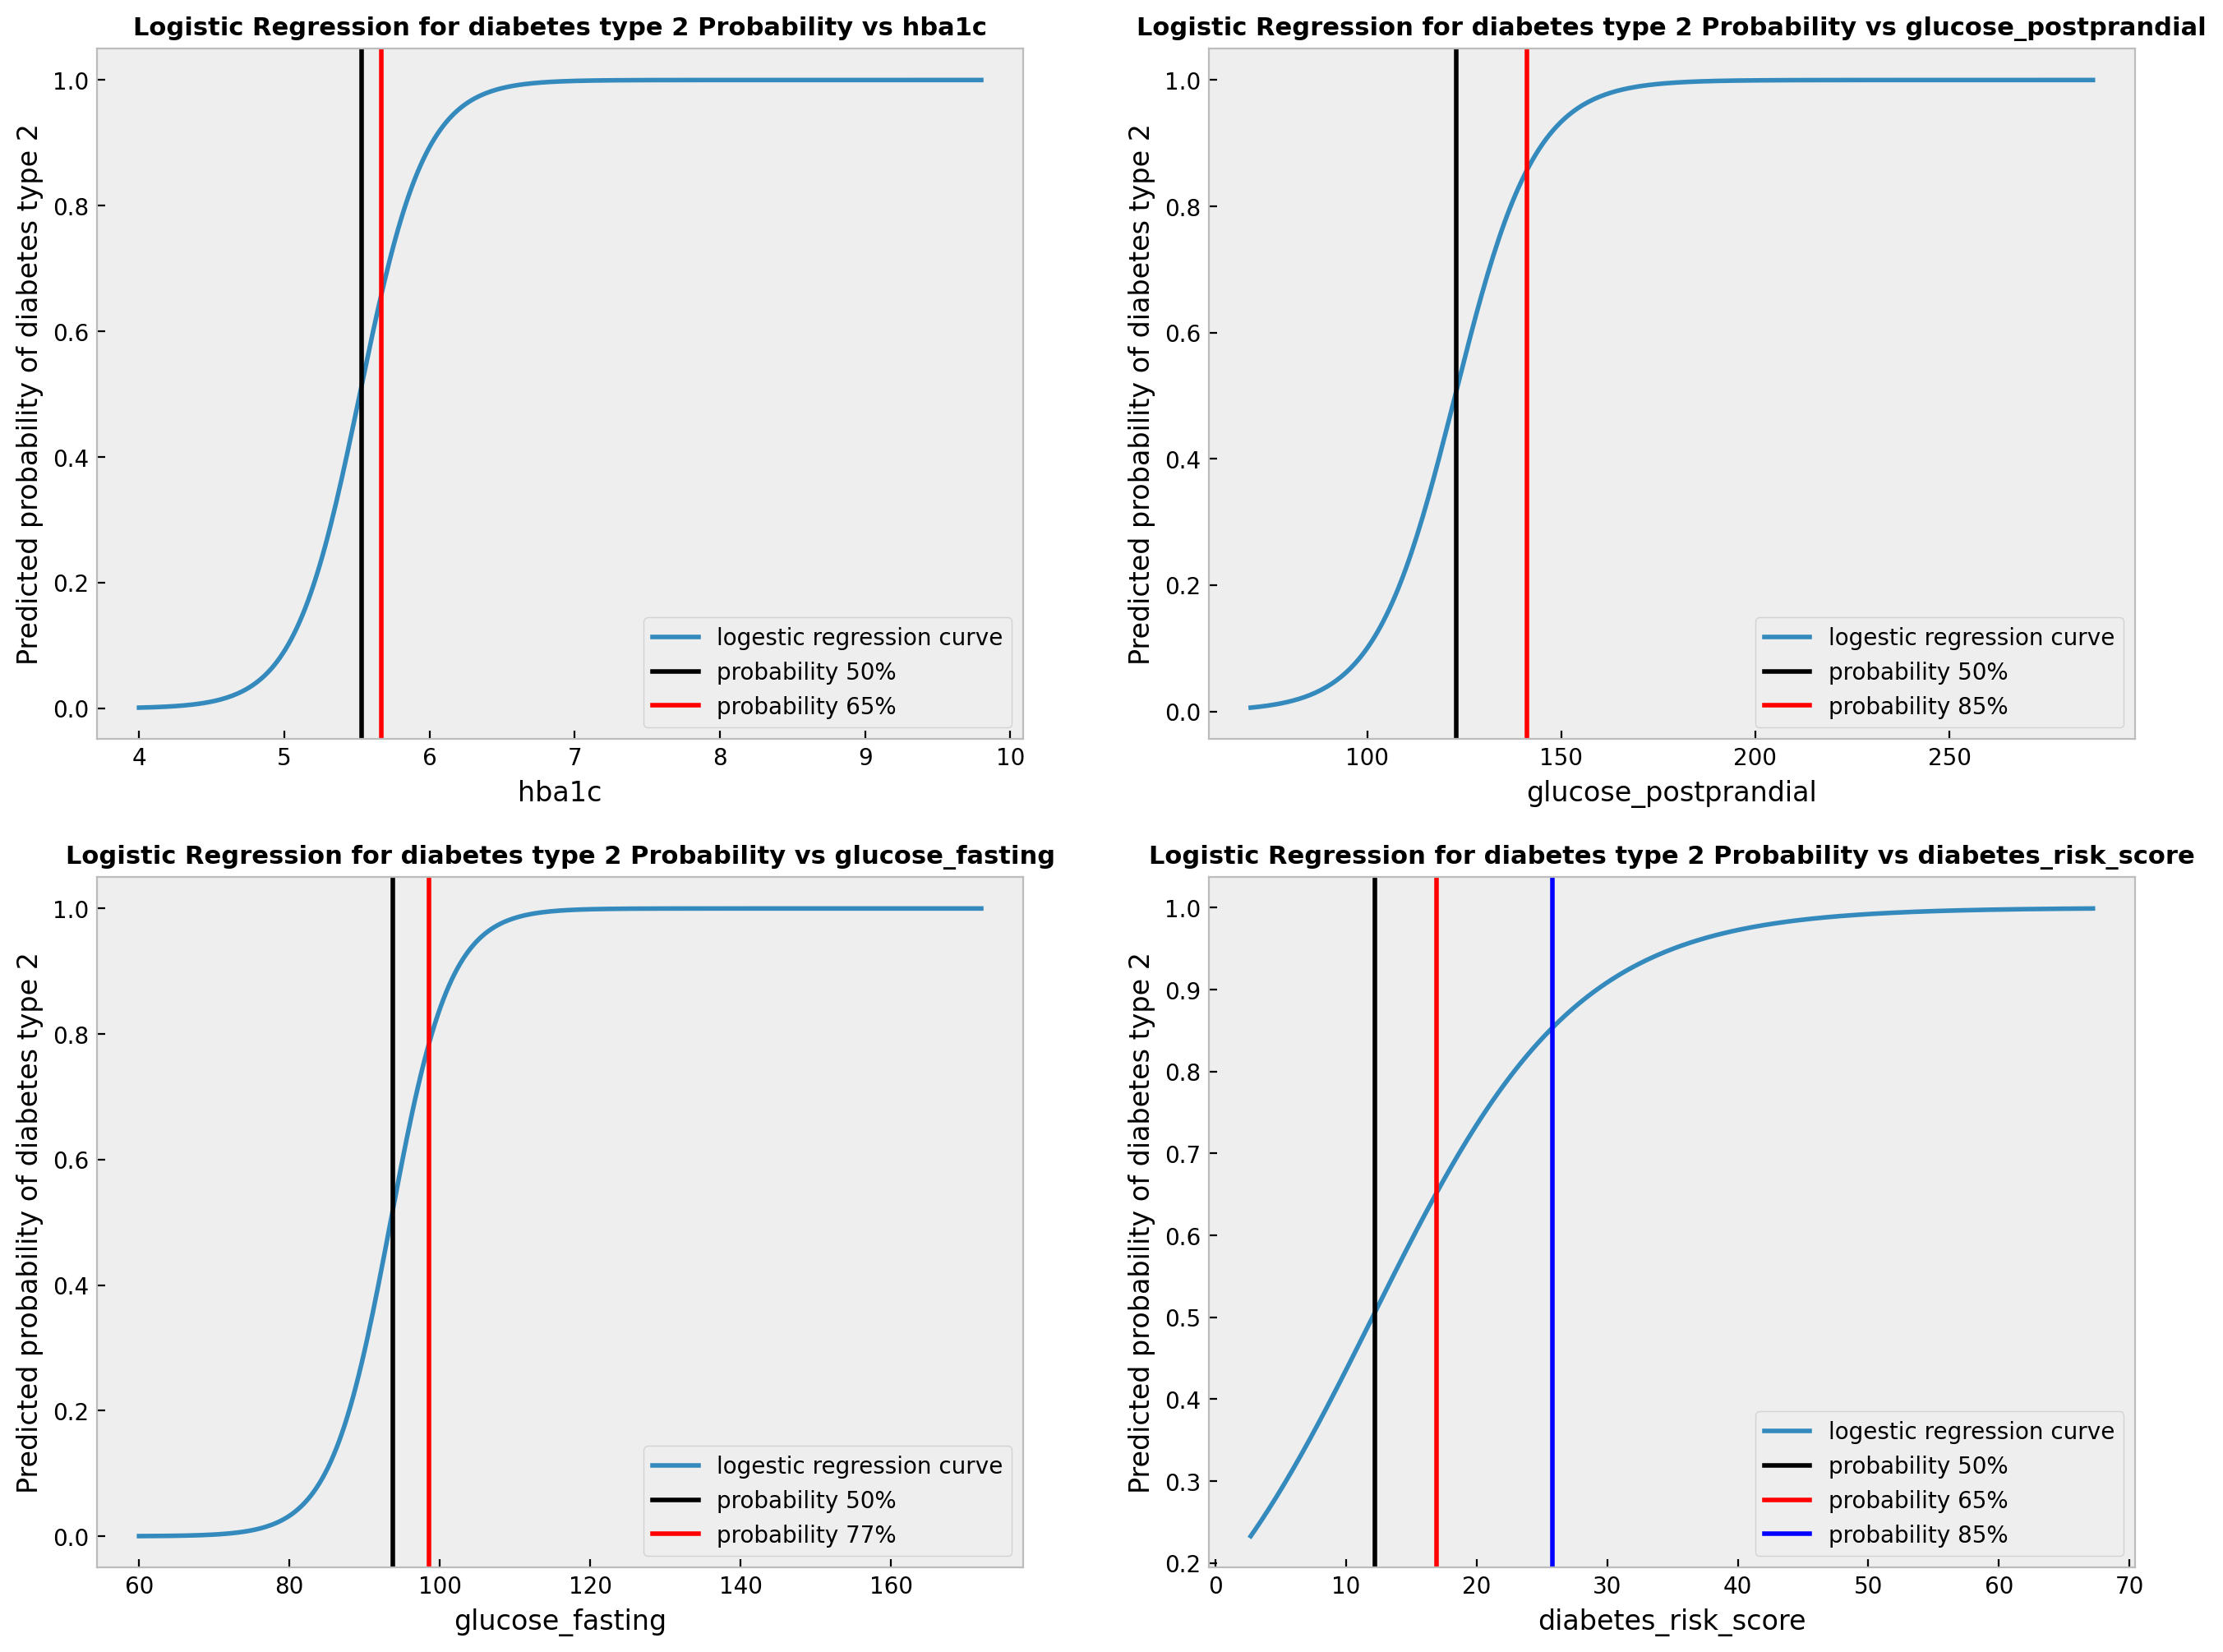 Logistic Regression for diabetes type 2 Probability vs hba1c
Predicted probability of diabetes type 2
1.0
0.8
0.6
0.4
0.2
0.0
logestic regression curve
probability 50%
probability 65%
4 5 6 7 8 9 10
hba1c
Logistic Regression for diabetes type 2 Probability vs glucose_postprandial
Predicted probability of diabetes type 2
1.0
0.8
0.6
0.4
0.2
0.0
logestic regression curve
probability 50%
probability 85%
100 150 200 250
glucose_postprandial
Logistic Regression for diabetes type 2 Probability vs glucose_fasting
Predicted probability of diabetes type 2
1.0
0.8
0.6
0.4
0.2
0.0
logestic regression curve
probability 50%
probability 77%
60 80 100 120 140 160
glucose_fasting
Logistic Regression for diabetes type 2 Probability vs diabetes_risk_score
Predicted probability of diabetes type 2
1.0
0.9
0.8
0.7
0.6
0.5
0.4
0.3
0.2
logestic regression curve
probability 50%
probability 65%
probability 85%
0 10 20 30 40 50 60 70
diabetes_risk_score